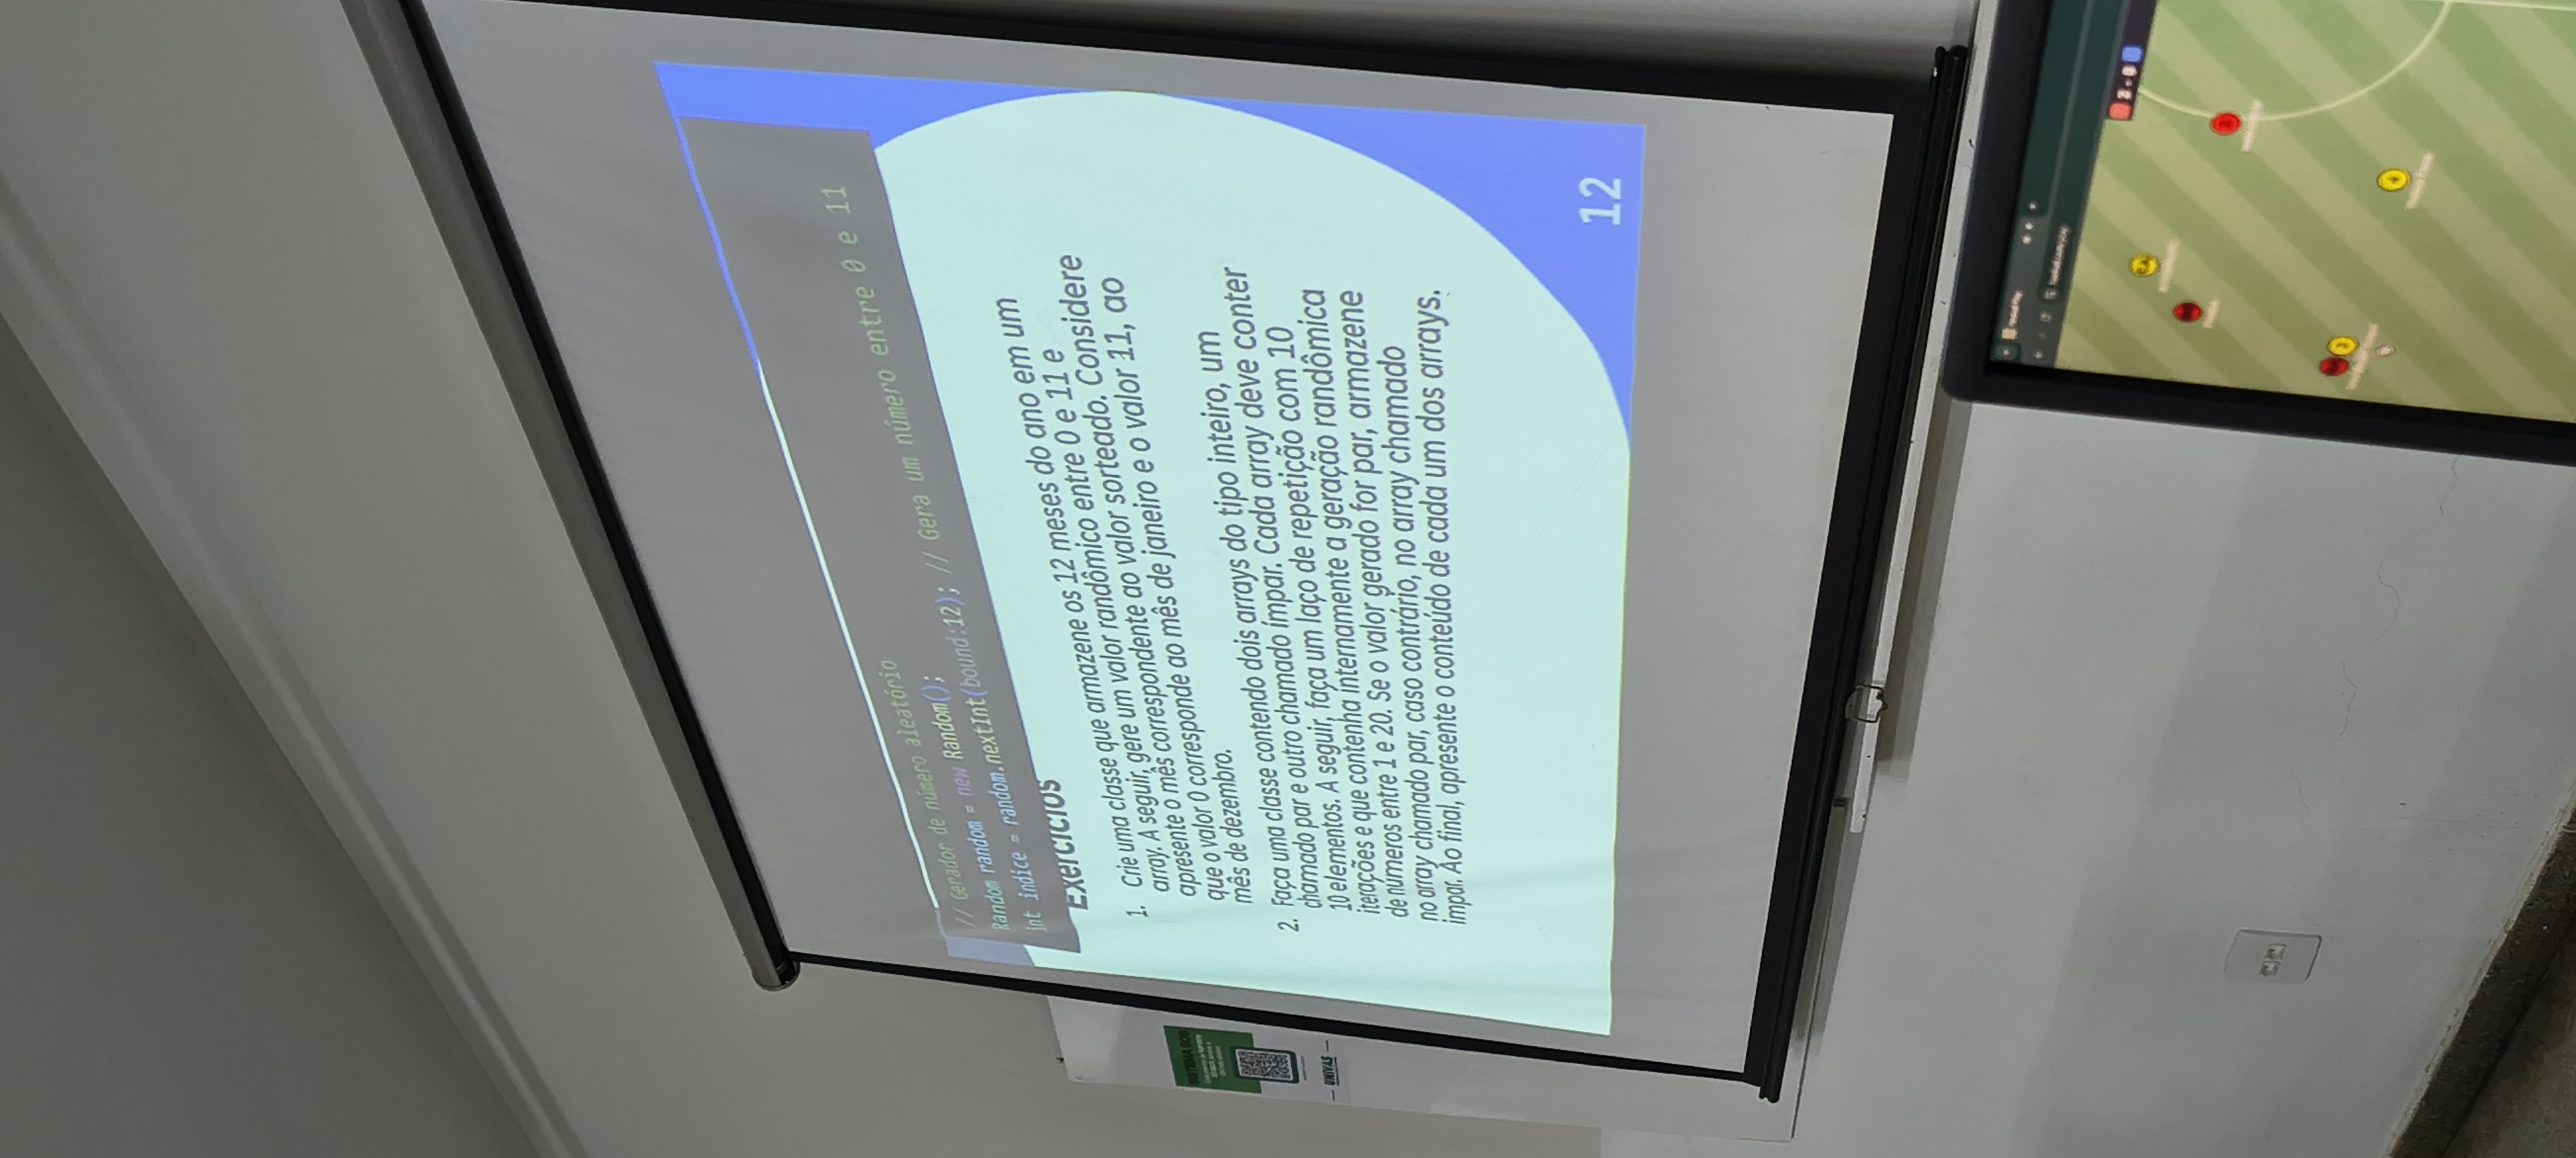 // Gerador de número aleatório
Random random = new Random();
int indice = random.nextInt(bound:12); // Gera um número entre 0 e 11
Exercícios
1. Crie uma classe que armazene os 12 meses do ano em um
array. A seguir, gere um valor randômico entre 0 e 11 e
apresente o mês correspondente ao valor sorteado. Considere
que o valor 0 corresponde ao mês de janeiro e o valor 11, ao
mês de dezembro.
2. Faça uma classe contendo dois arrays do tipo inteiro, um
chamado par e outro chamado ímpar. Cada array deve conter
10 elementos. A seguir, faça um laço de repetição com 10
iterações e que contenha internamente a geração randômica
de números entre 1 e 20. Se o valor gerado for par, armazene
no array chamado par, caso contrário, no array chamado
impar. Ao final, apresente o conteúdo de cada um dos arrays.
12
SISTEMA SOS
UNIVAS